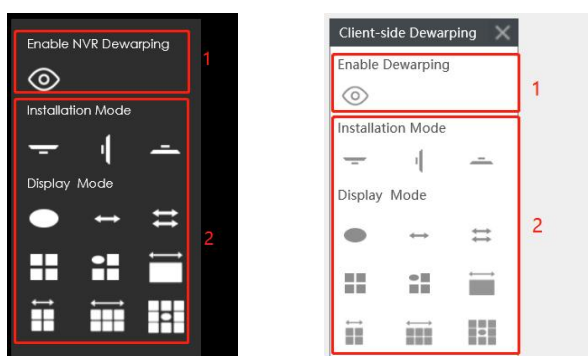 Enable NVR Dewarping
1
Installation Mode
Display Mode
2
Client-side Dewarping
Enable Dewarping
1
Installation Mode
Display Mode
2